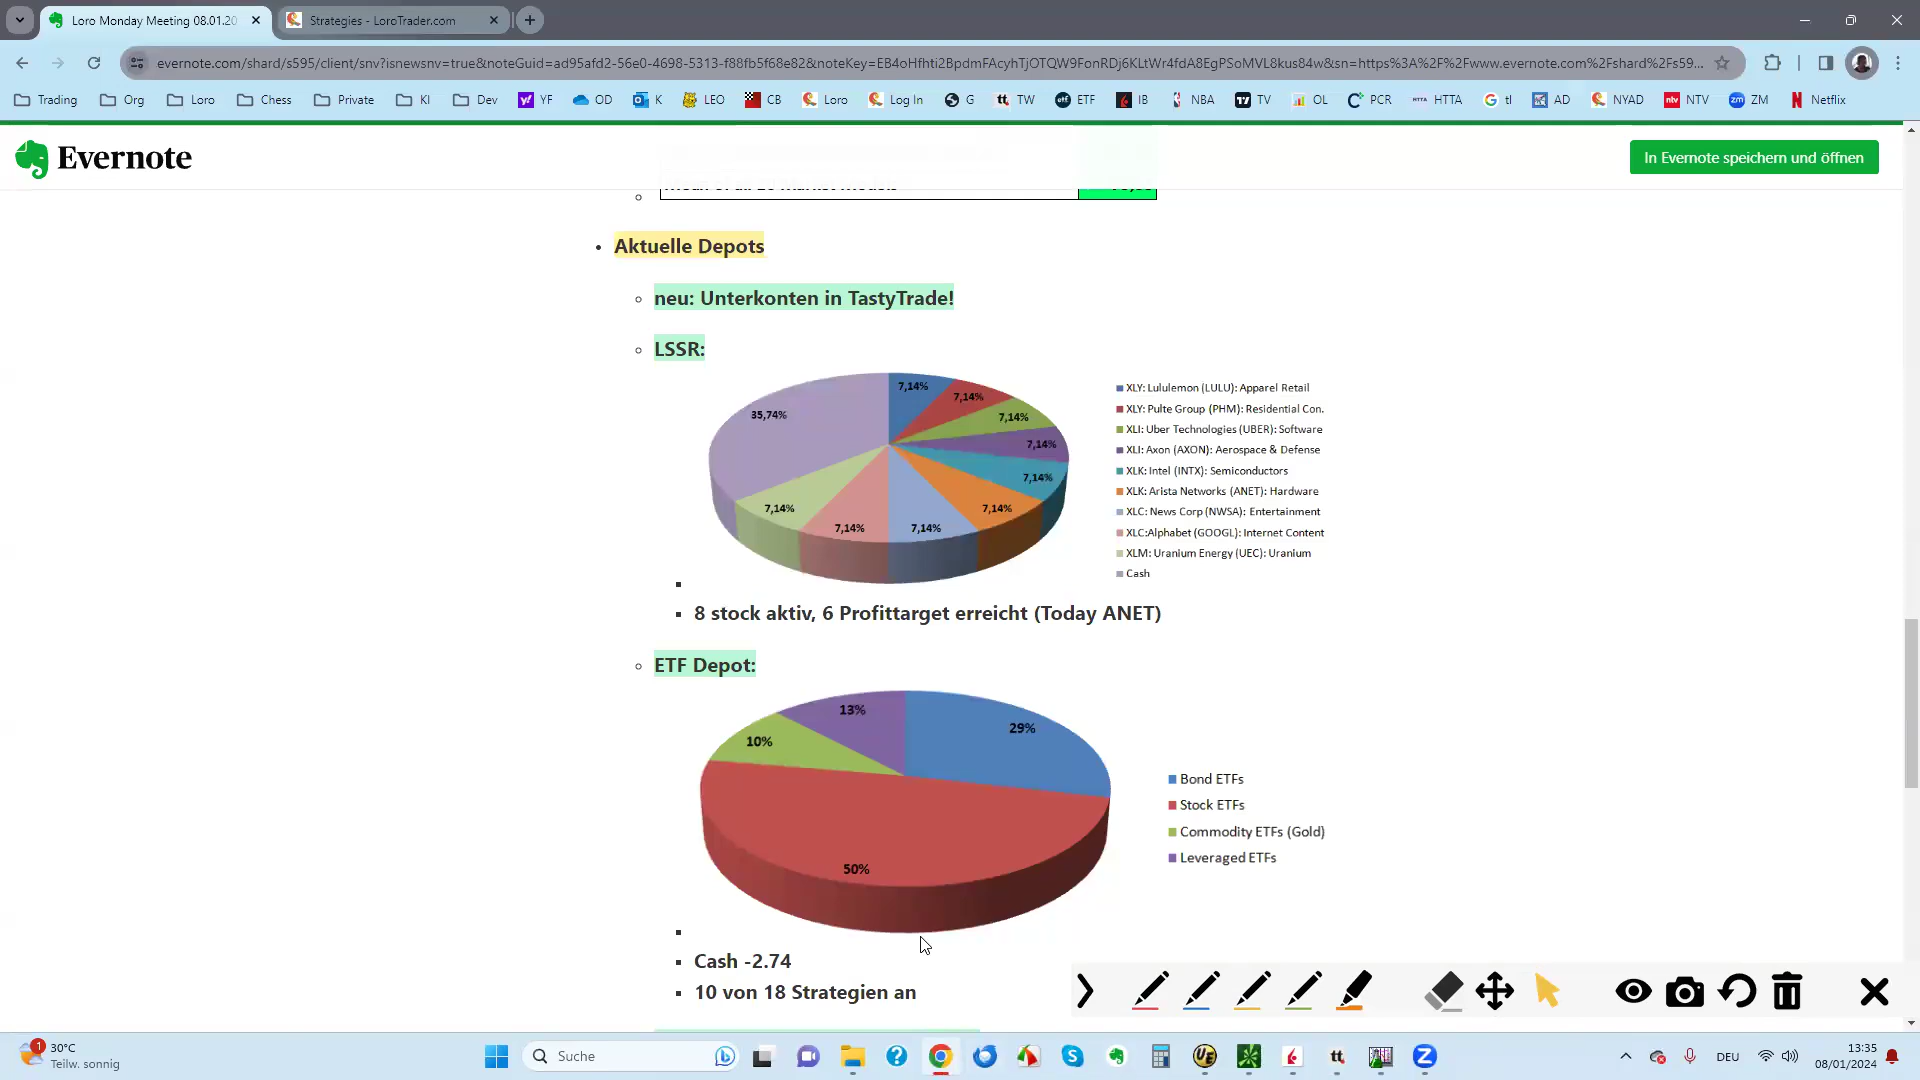 Loro Monday Meeting 08.01.20
Strategies - LoroTrader.com
evernote.com/shard/s595/client/snv?isnewsnv=true&noteGuid=ad95afd2-56e0-4698-5313-f88fb5f68e82&noteKey=EB4oHfhti2BpdmFAcyhTjOTQW9FonRDj6KLtWr4fdA8EgPSoMVL8kus84w&sn=https%3A%2F%2Fwww.evernote.com%2Fshard%2Fs59...
Trading Org Loro Chess Private KI Dev YF OD K LEO CB Loro Log In G TW ETF IB NBA TV OL PCR HTTA tl AD NYAD NTV ZM Netflix
Evernote
In Evernote speichern und öffnen
Aktuelle Depots
neu: Unterkonten in TastyTrade!
LSSR:
7,14%
7,14%
7,14%
7,14%
7,14%
7,14%
7,14%
7,14%
7,14%
35,74%
XLY: Lululemon (LULU): Apparel Retail
XLY: Pulte Group (PHM): Residential Con.
XLI: Uber Technologies (UBER): Software
XLI: Axon (AXON): Aerospace & Defense
XLK: Intel (INTX): Semiconductors
XLK: Arista Networks (ANET): Hardware
XLC: News Corp (NWSA): Entertainment
XLC:Alphabet (GOOGL): Internet Content
XLM: Uranium Energy (UEC): Uranium
Cash
8 stock aktiv, 6 Profittarget erreicht (Today ANET)
ETF Depot:
13%
29%
10%
50%
Bond ETFs
Stock ETFs
Commodity ETFs (Gold)
Leveraged ETFs
Cash -2.74
10 von 18 Strategien an
1
30°C
Teilw. sonnig
Suche
DEU
13:35
08/01/2024